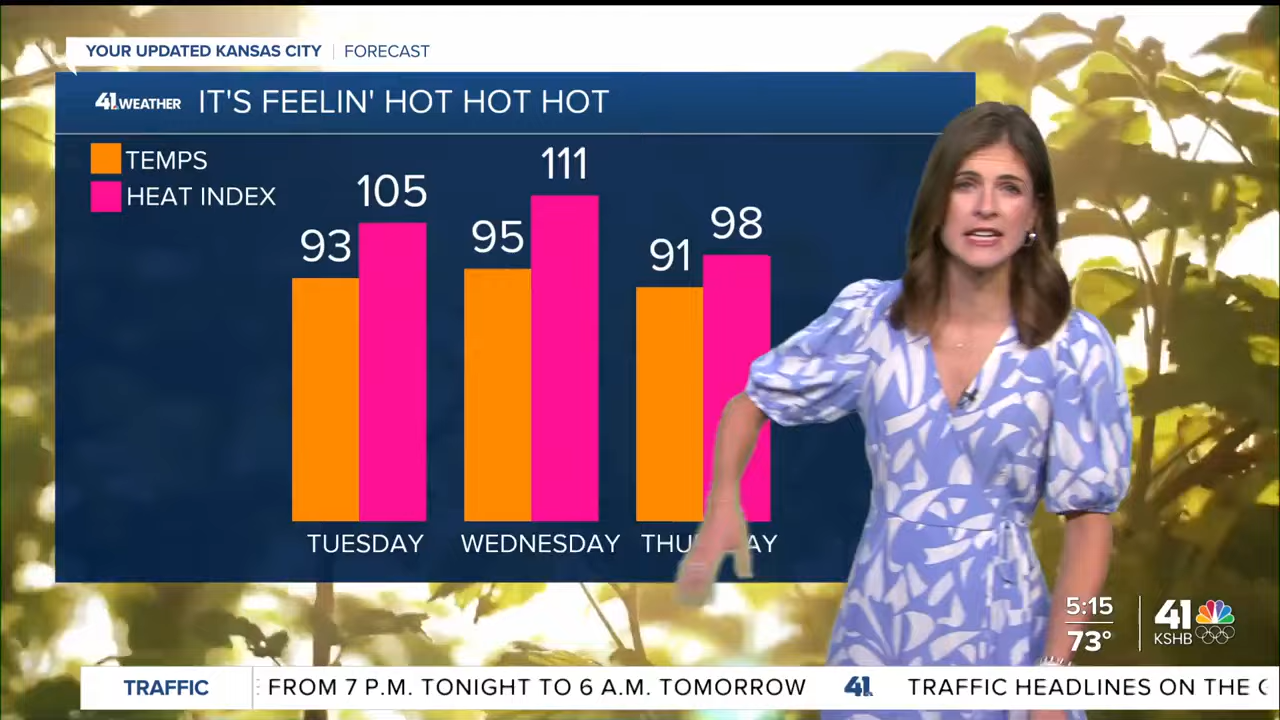 YOUR UPDATED KANSAS CITY | FORECAST
41 WEATHER IT'S FEELIN' HOT HOT HOT
TEMPS
HEAT INDEX
93 105 95 111 91 98
TUESDAY WEDNESDAY
5:15
73°
41
KSHB
TRAFFIC FROM 7 P.M. TONIGHT TO 6 A.M. TOMORROW 41 TRAFFIC HEADLINES ON THE